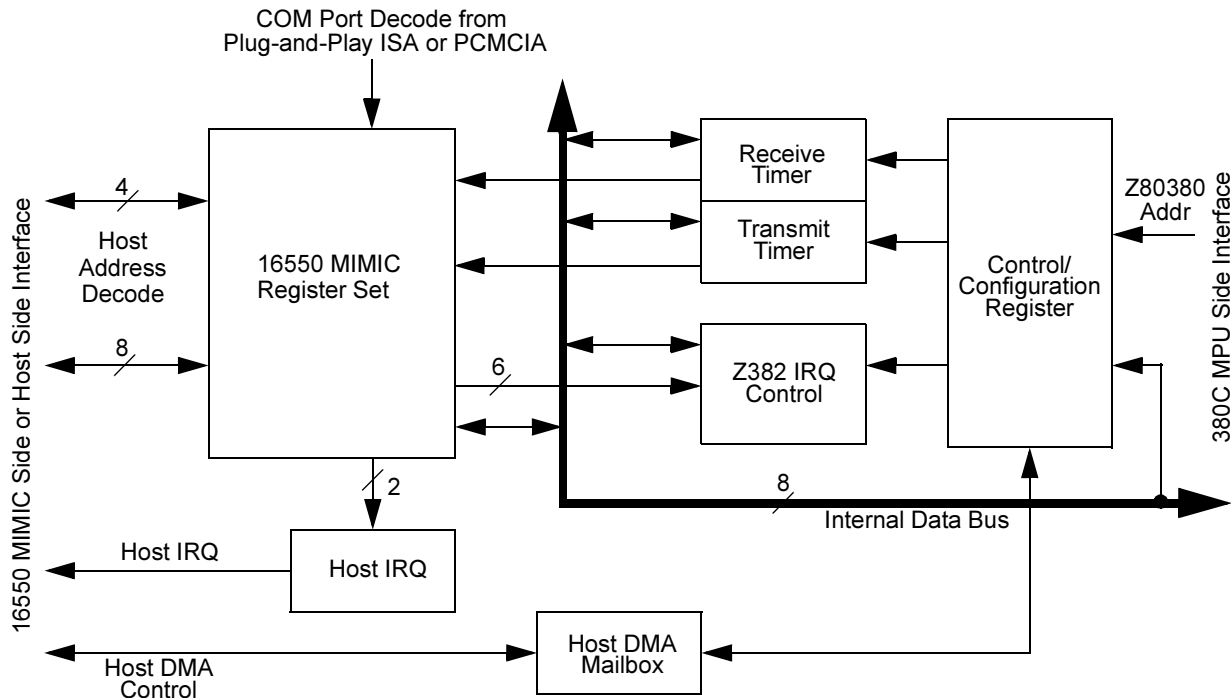 COM Port Decode from
Plug-and-Play ISA or PCMCIA
16550 MIMIC Side or Host Side Interface
4
Host
Address
Decode
8
16550 MIMIC
Register Set
6
2
Receive
Timer
Transmit
Timer
Z382 IRQ
Control
Control/
Configuration
Register
Z80380
Addr
380C MPU Side Interface
8
Internal Data Bus
Host IRQ
Host IRQ
Host DMA
Control
Host DMA
Mailbox